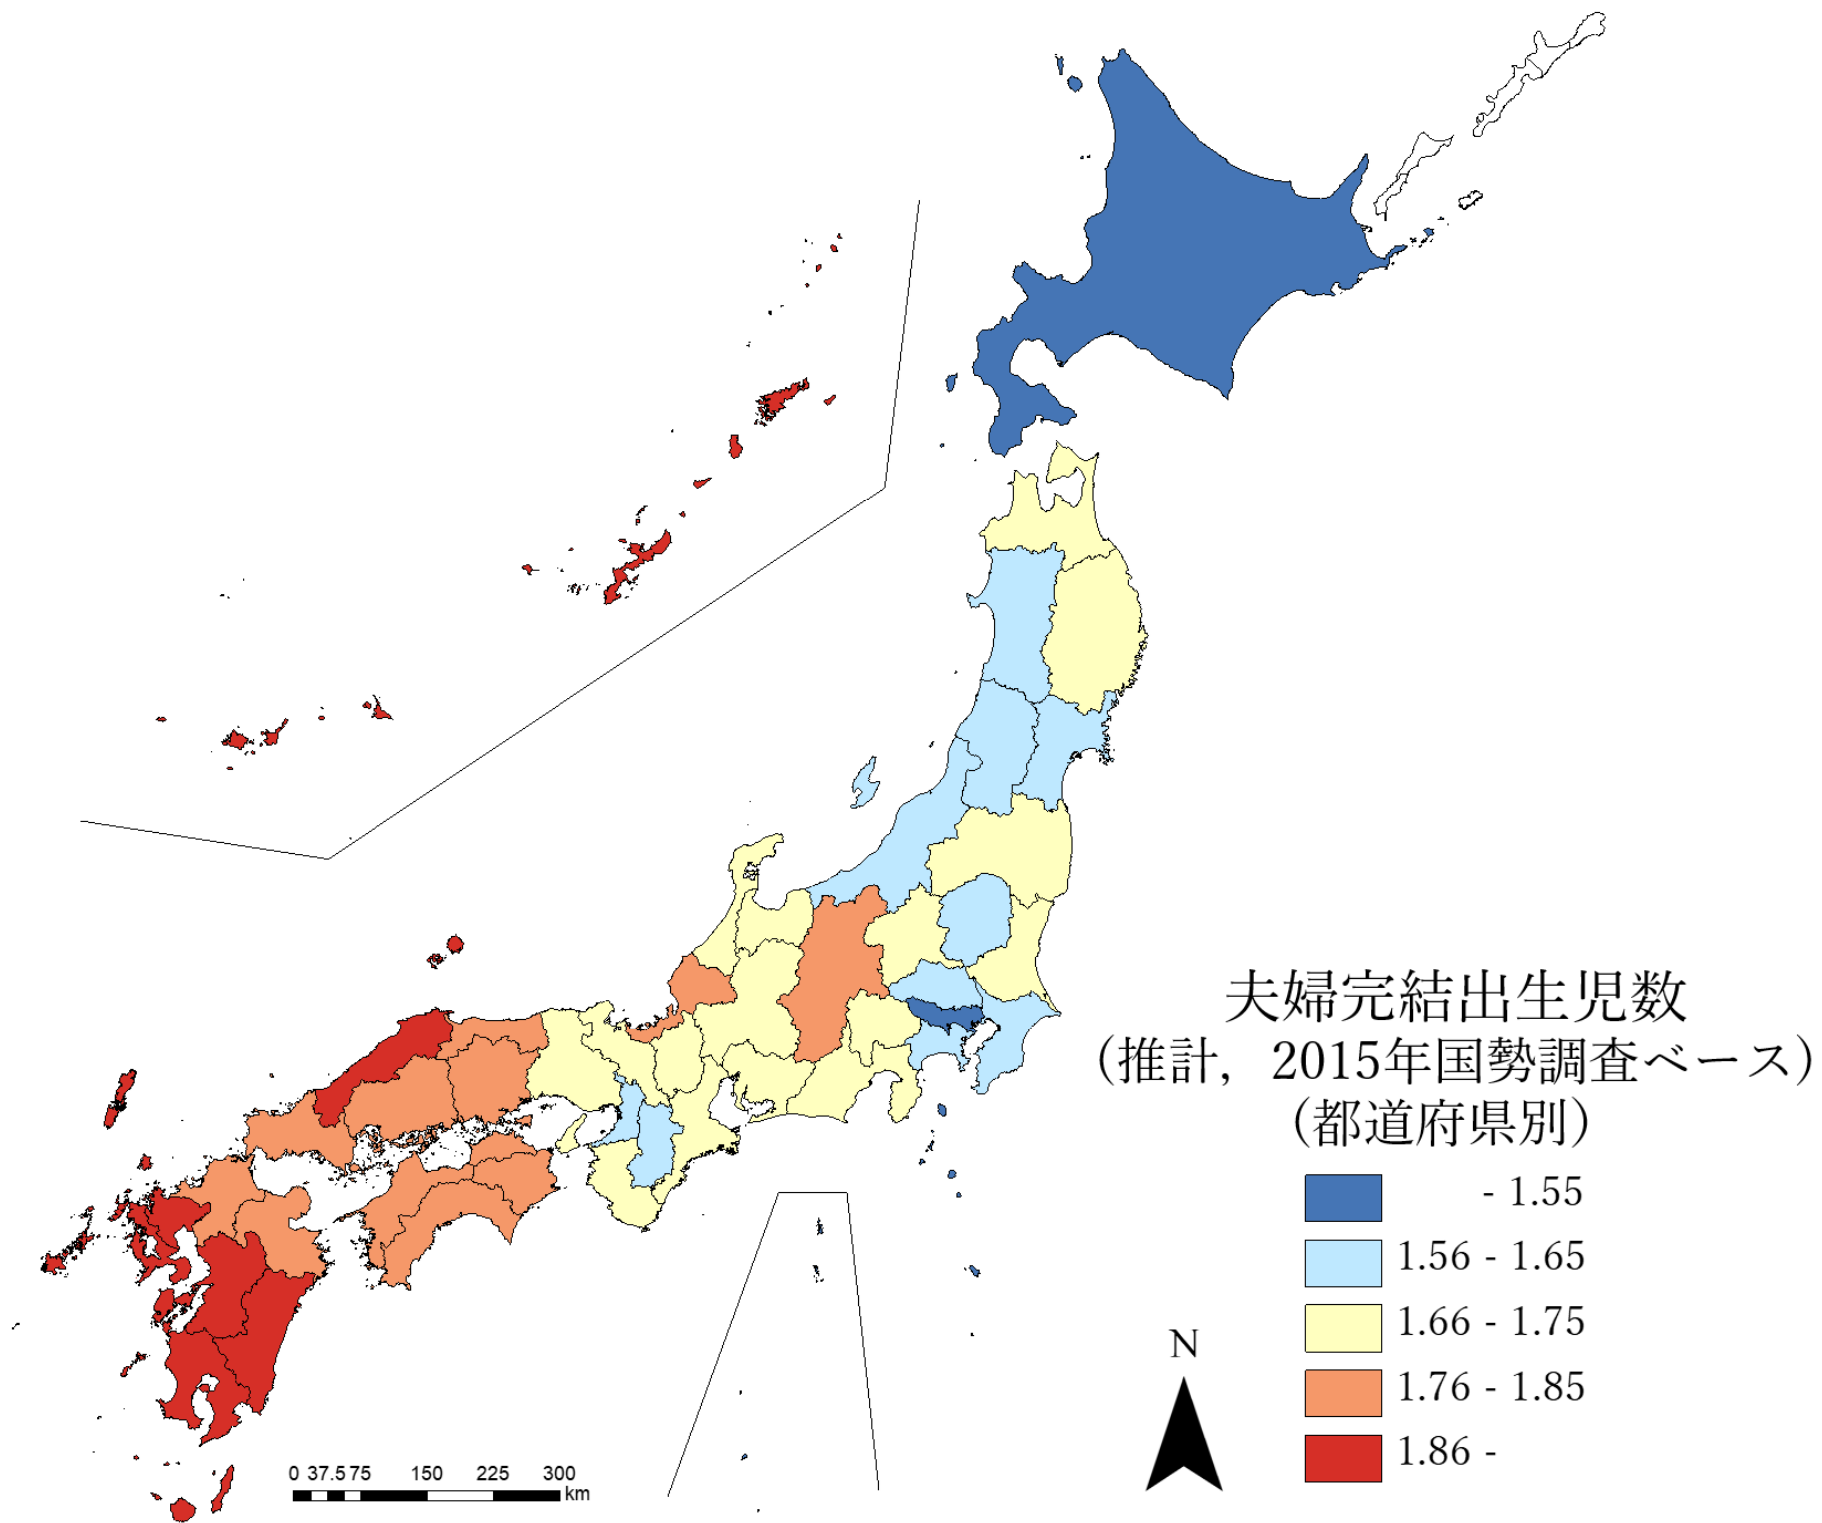 夫婦完結出生児数
(推計，2015年国勢調査ベース)
(都道府県別)
- 1.55
1.56 - 1.65
1.66 - 1.75
1.76 - 1.85
1.86 -
N
0 37.5 75 150 225 300
km